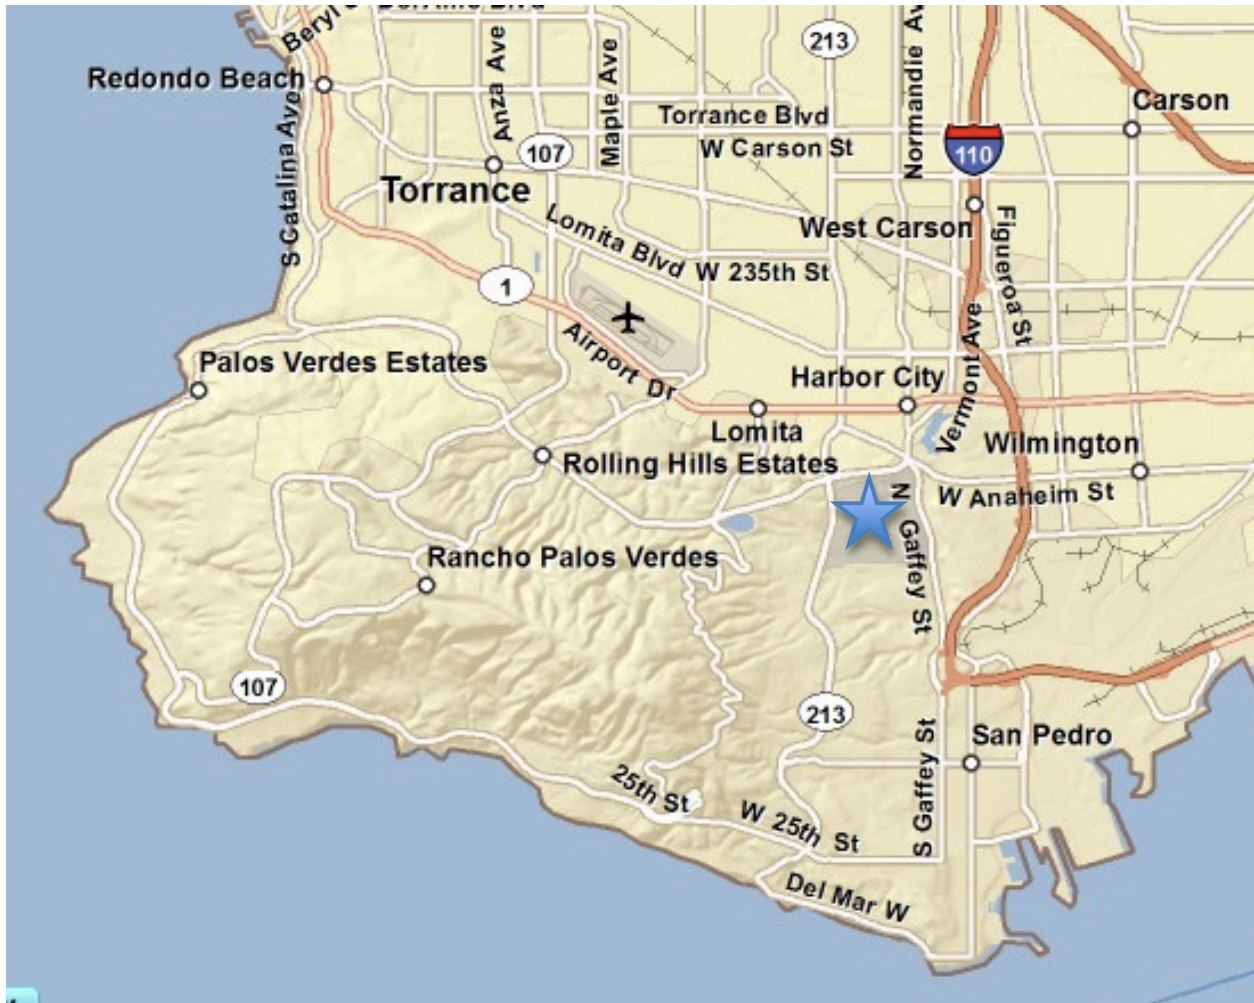 Beryl
213
Normandie Av
Redondo Beach
Anza Ave
Maple Ave
Carson
Torrance Blvd
W Carson St
107
110
S Catalina Ave
Torrance
West Carson
Figueroa St
Lomita Blvd
W 235th St
1
Airport Dr
Vermont Ave
Palos Verdes Estates
Harbor City
Lomita
Wilmington
Rolling Hills Estates
W Anaheim St
N Gaffey St
Rancho Palos Verdes
107
213
San Pedro
S Gaffey St
25th St
W 25th St
Del Mar W